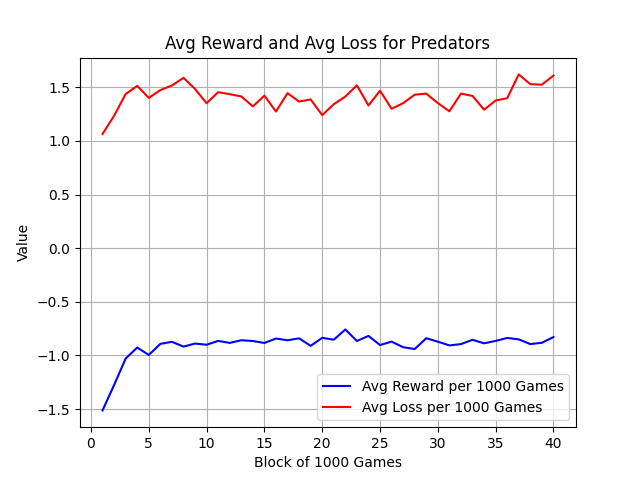 Avg Reward and Avg Loss for Predators
Value
1.5
1.0
0.5
0.0
−0.5
−1.0
−1.5
Avg Reward per 1000 Games
Avg Loss per 1000 Games
0 5 10 15 20 25 30 35 40
Block of 1000 Games